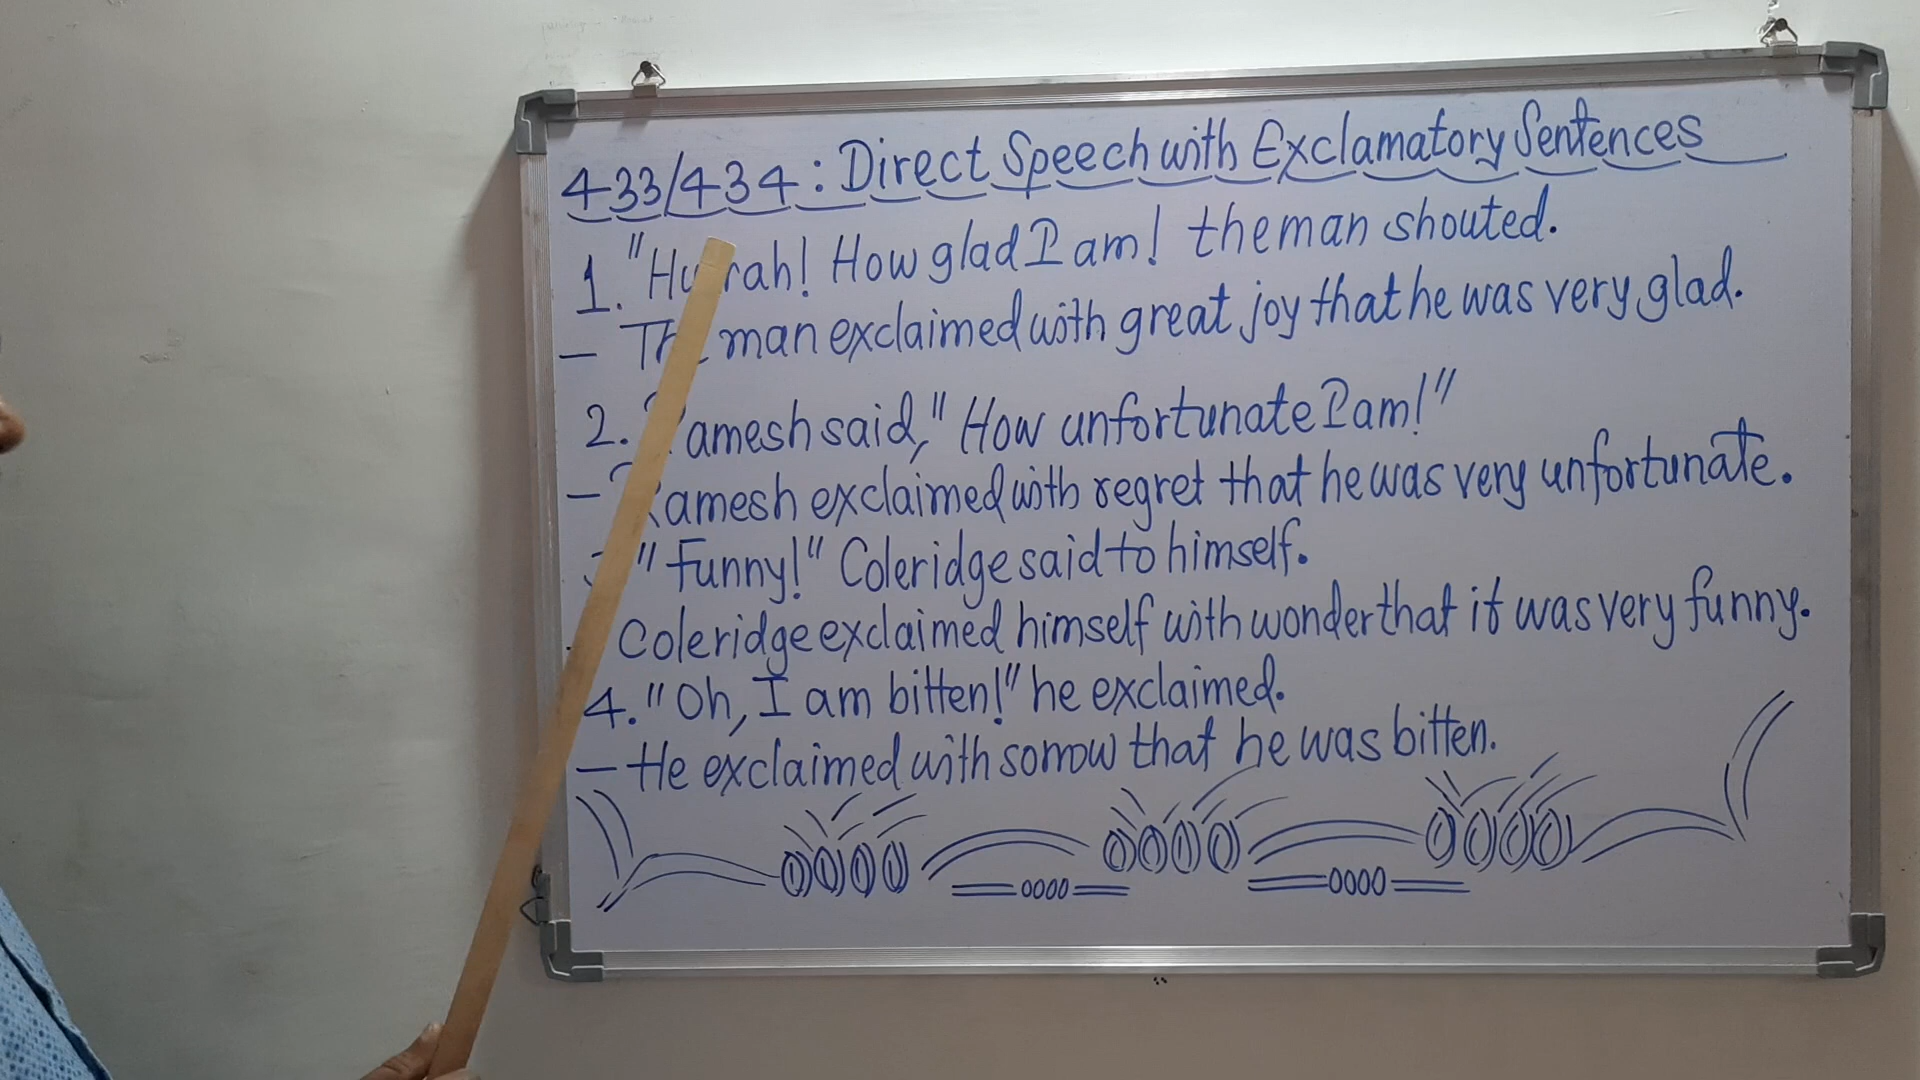 433/434 : Direct Speech with Exclamatory Sentences
1. "Hurrah! How glad I am! the man shouted.
– The man exclaimed with great joy that he was very glad.
2. Ramesh said, "How unfortunate I am!"
– Ramesh exclaimed with regret that he was very unfortunate.
"Funny!" Coleridge said to himself.
Coleridge exclaimed himself with wonder that it was very funny.
4. "Oh, I am bitten!" he exclaimed.
– He exclaimed with sorrow that he was bitten.